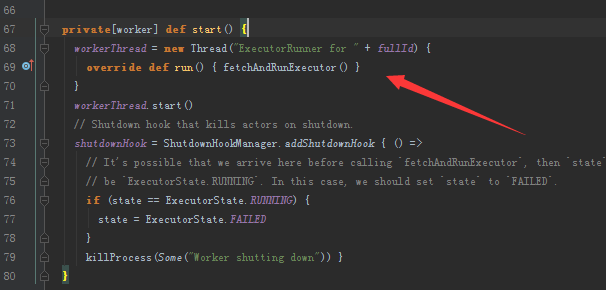 66
67 private[worker] def start() {
68 workerThread = new Thread("ExecutorRunner for " + fullId) {
69 override def run() { fetchAndRunExecutor() }
70 }
71 workerThread.start()
72 // Shutdown hook that kills actors on shutdown.
73 shutdownHook = ShutdownHookManager.addShutdownHook { () =>
74 // It's possible that we arrive here before calling `fetchAndRunExecutor`, then `state`
75 // be `ExecutorState.RUNNING`. In this case, we should set `state` to `FAILED`.
76 if (state == ExecutorState.RUNNING) {
77 state = ExecutorState.FAILED
78 }
79 killProcess(Some("Worker shutting down")) }
80 }